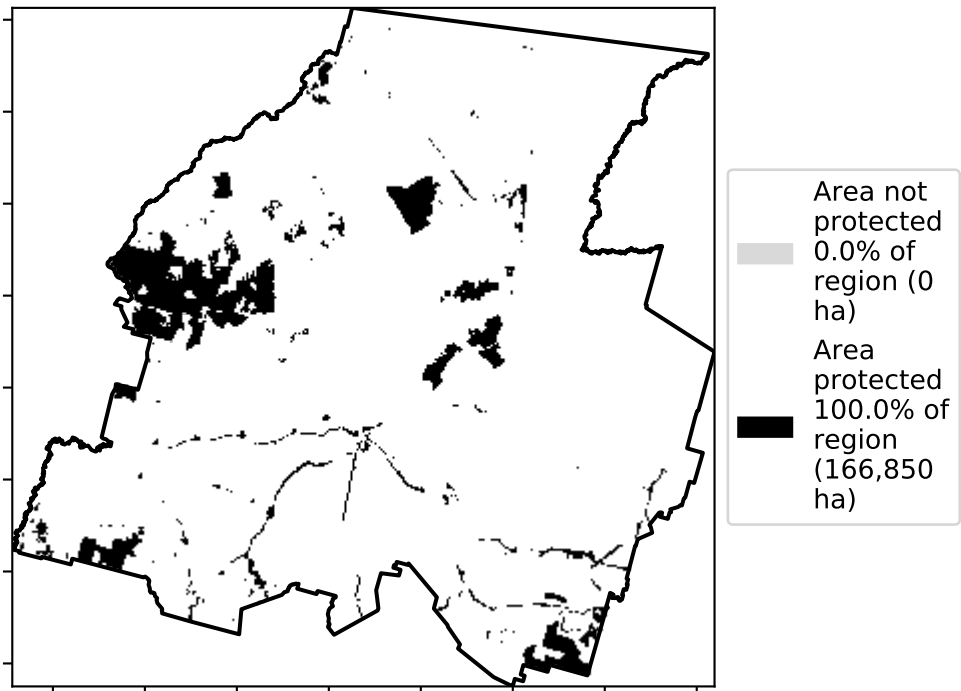 Area not
protected
0.0% of
region (0
ha)
Area
protected
100.0% of
region
(166,850
ha)